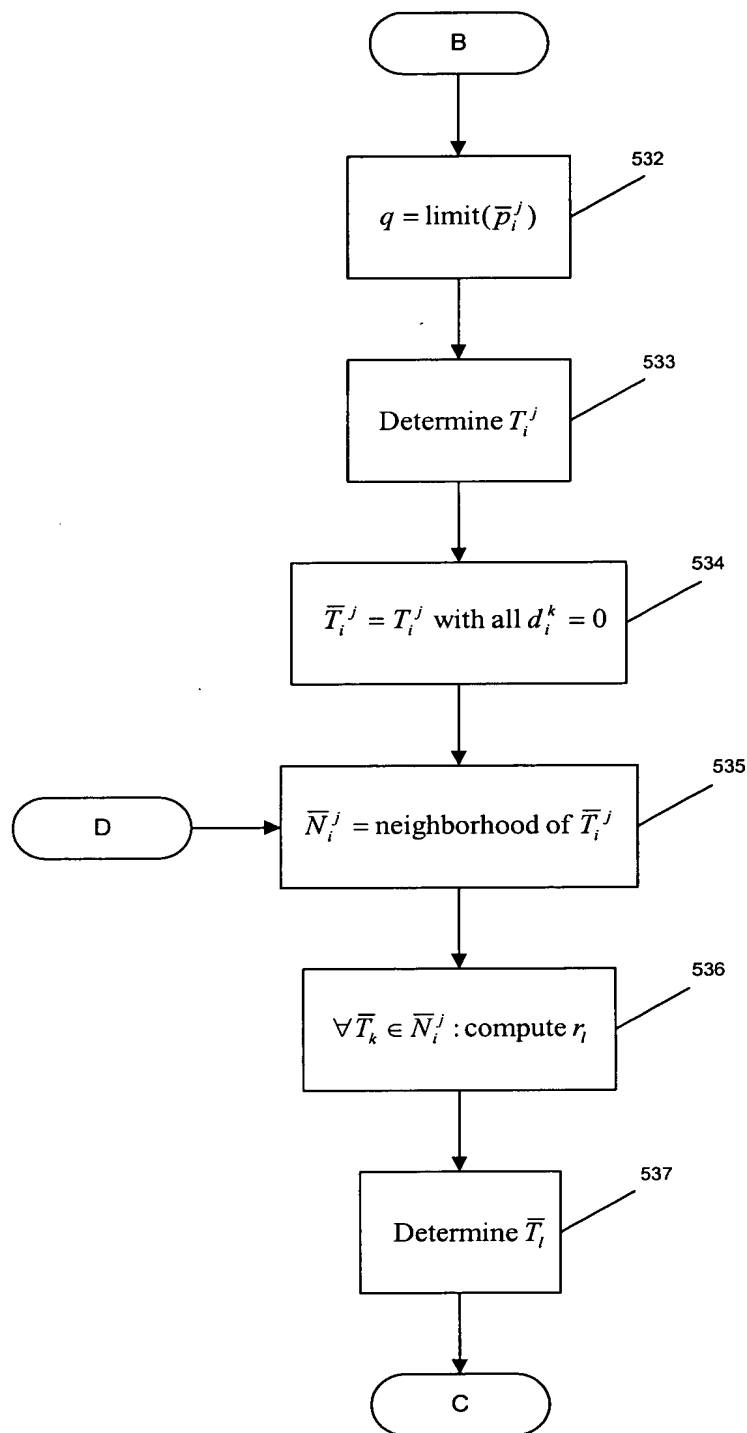 B
532
q = limit(p̅ᵢʲ)
533
Determine Tᵢʲ
534
T̅ᵢʲ = Tᵢʲ with all dᵢᵏ = 0
535
D
N̅ᵢʲ = neighborhood of T̅ᵢʲ
536
∀ T̅ₖ ∈ N̅ᵢʲ : compute rₗ
537
Determine T̅ₗ
C